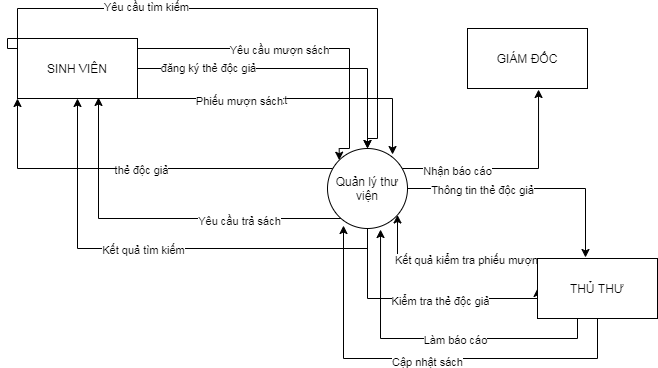 Yêu cầu tìm kiếm
Yêu cầu mượn sách
GIÁM ĐỐC
SINH VIÊN
đăng ký thẻ độc giả
Phiếu mượn sácht
thẻ độc giả
Nhận báo cáo
Quản lý thư
viện
Thông tin thẻ độc giả
Yêu cầu trả sách
Kết quả tìm kiếm
Kết quả kiểm tra phiếu mượn
THỦ THƯ
Kiểm tra thẻ độc giả
Làm báo cáo
Cập nhật sách